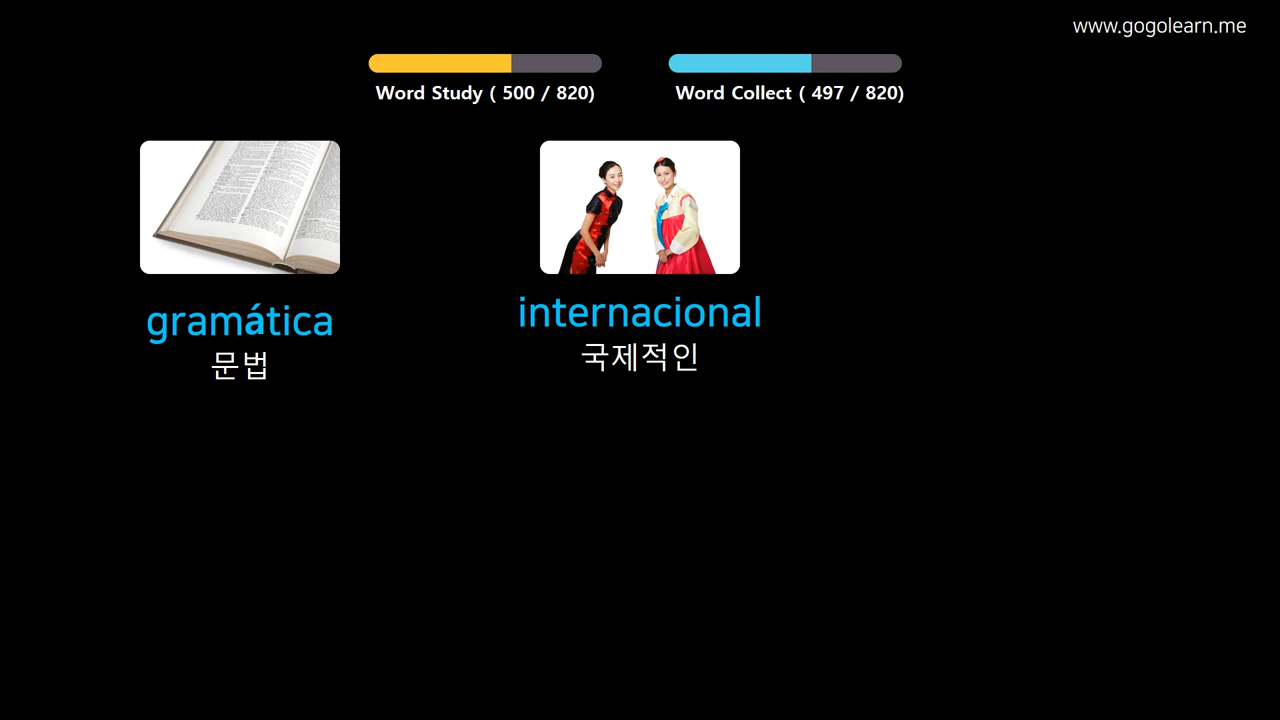 www.gogolearn.me
Word Study ( 500 / 820)
Word Collect ( 497 / 820)
gramática
문법
internacional
국제적인